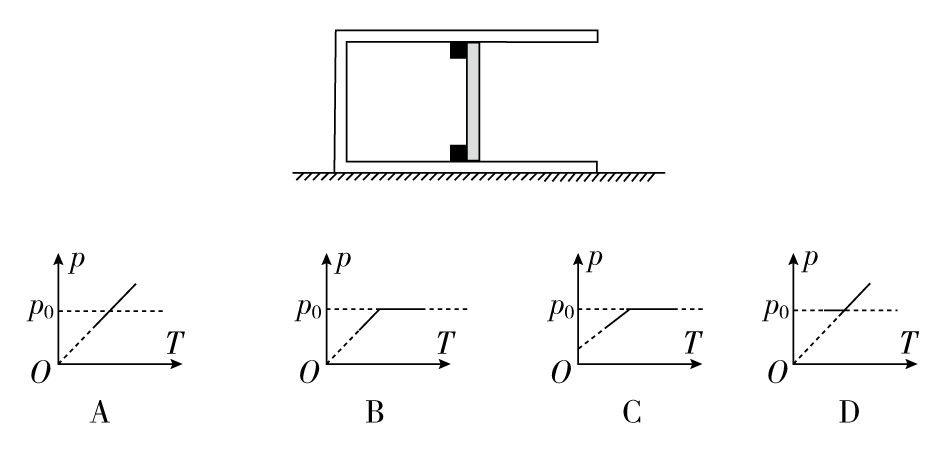 p p p p
p₀ p₀ p₀ p₀
T T T T
O O O O
A B C D